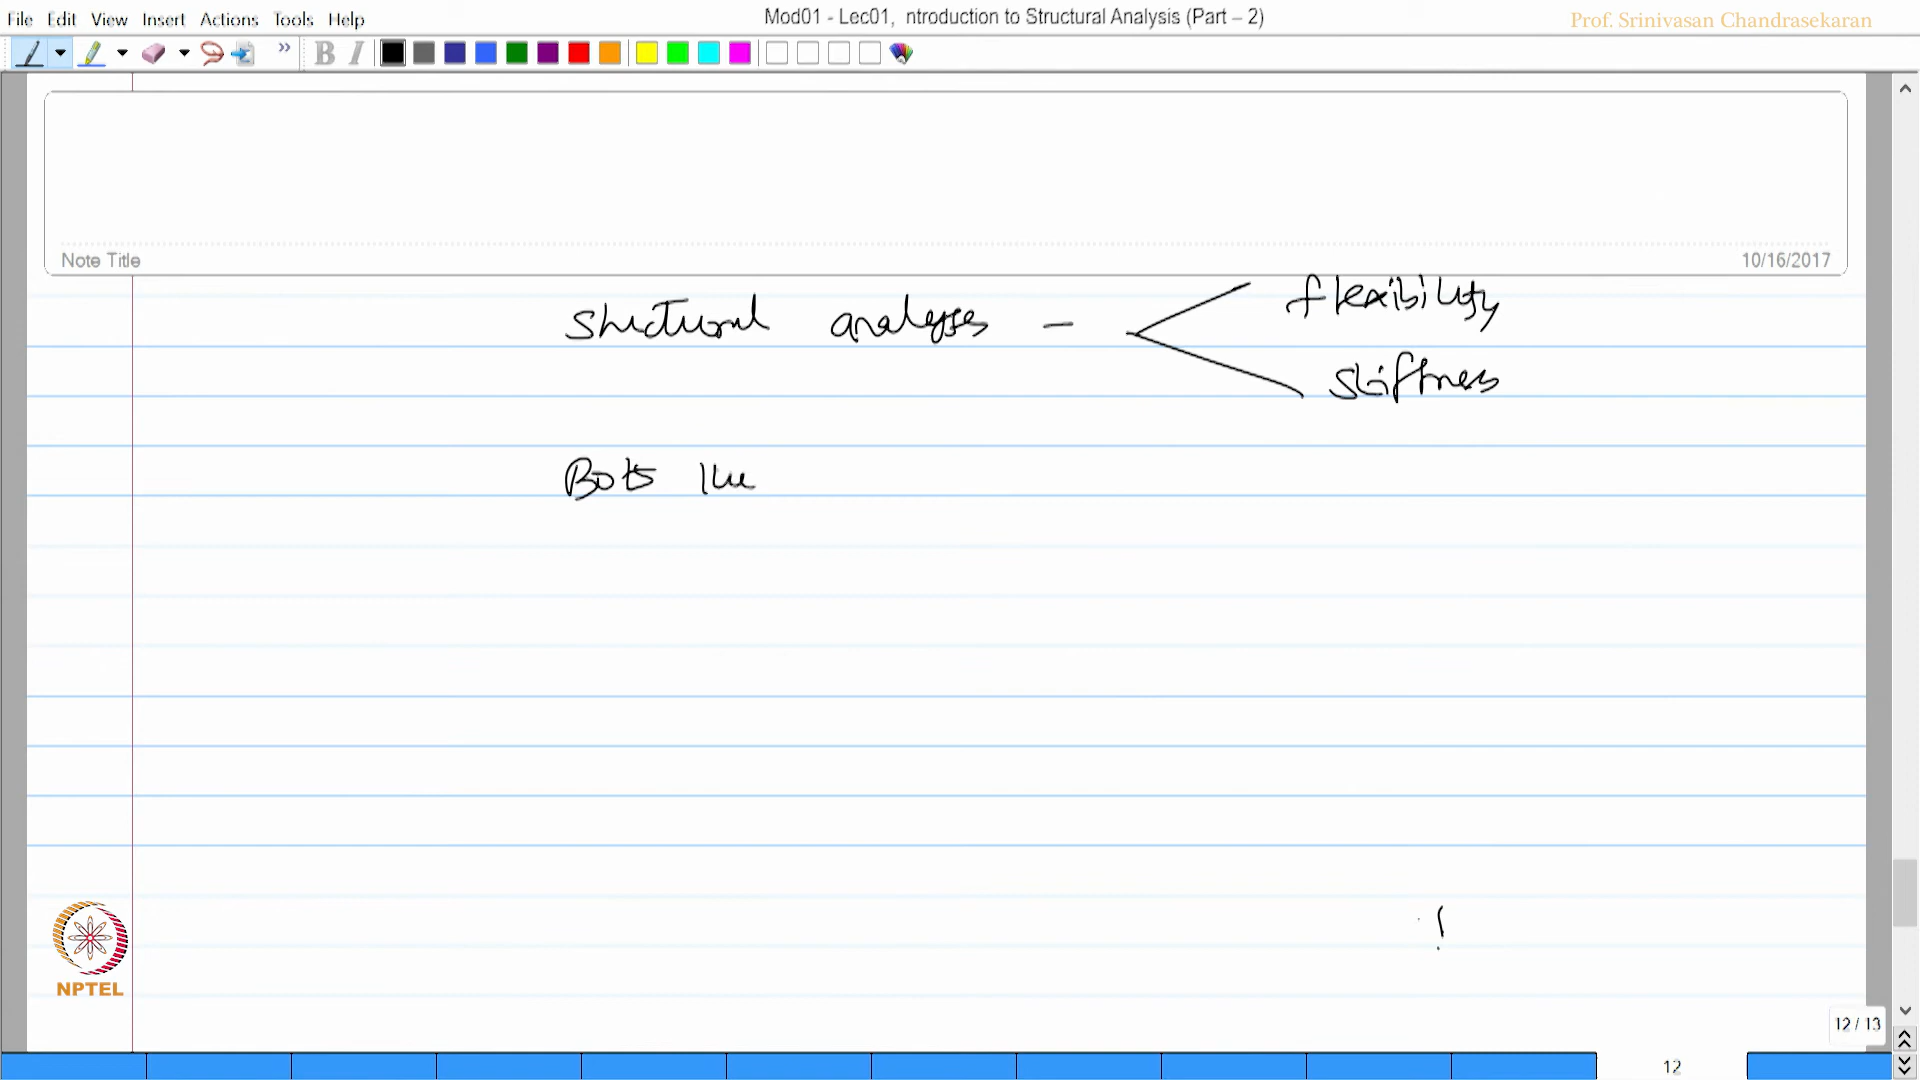 File Edit View Insert Actions Tools Help
Mod01 - Lec01, ntroduction to Structural Analysis (Part – 2)
Prof. Srinivasan Chandrasekaran
B I
Note Title
10/16/2017
Structural analyses - flexibility
stiffness
Both the
NPTEL
12 / 13
12